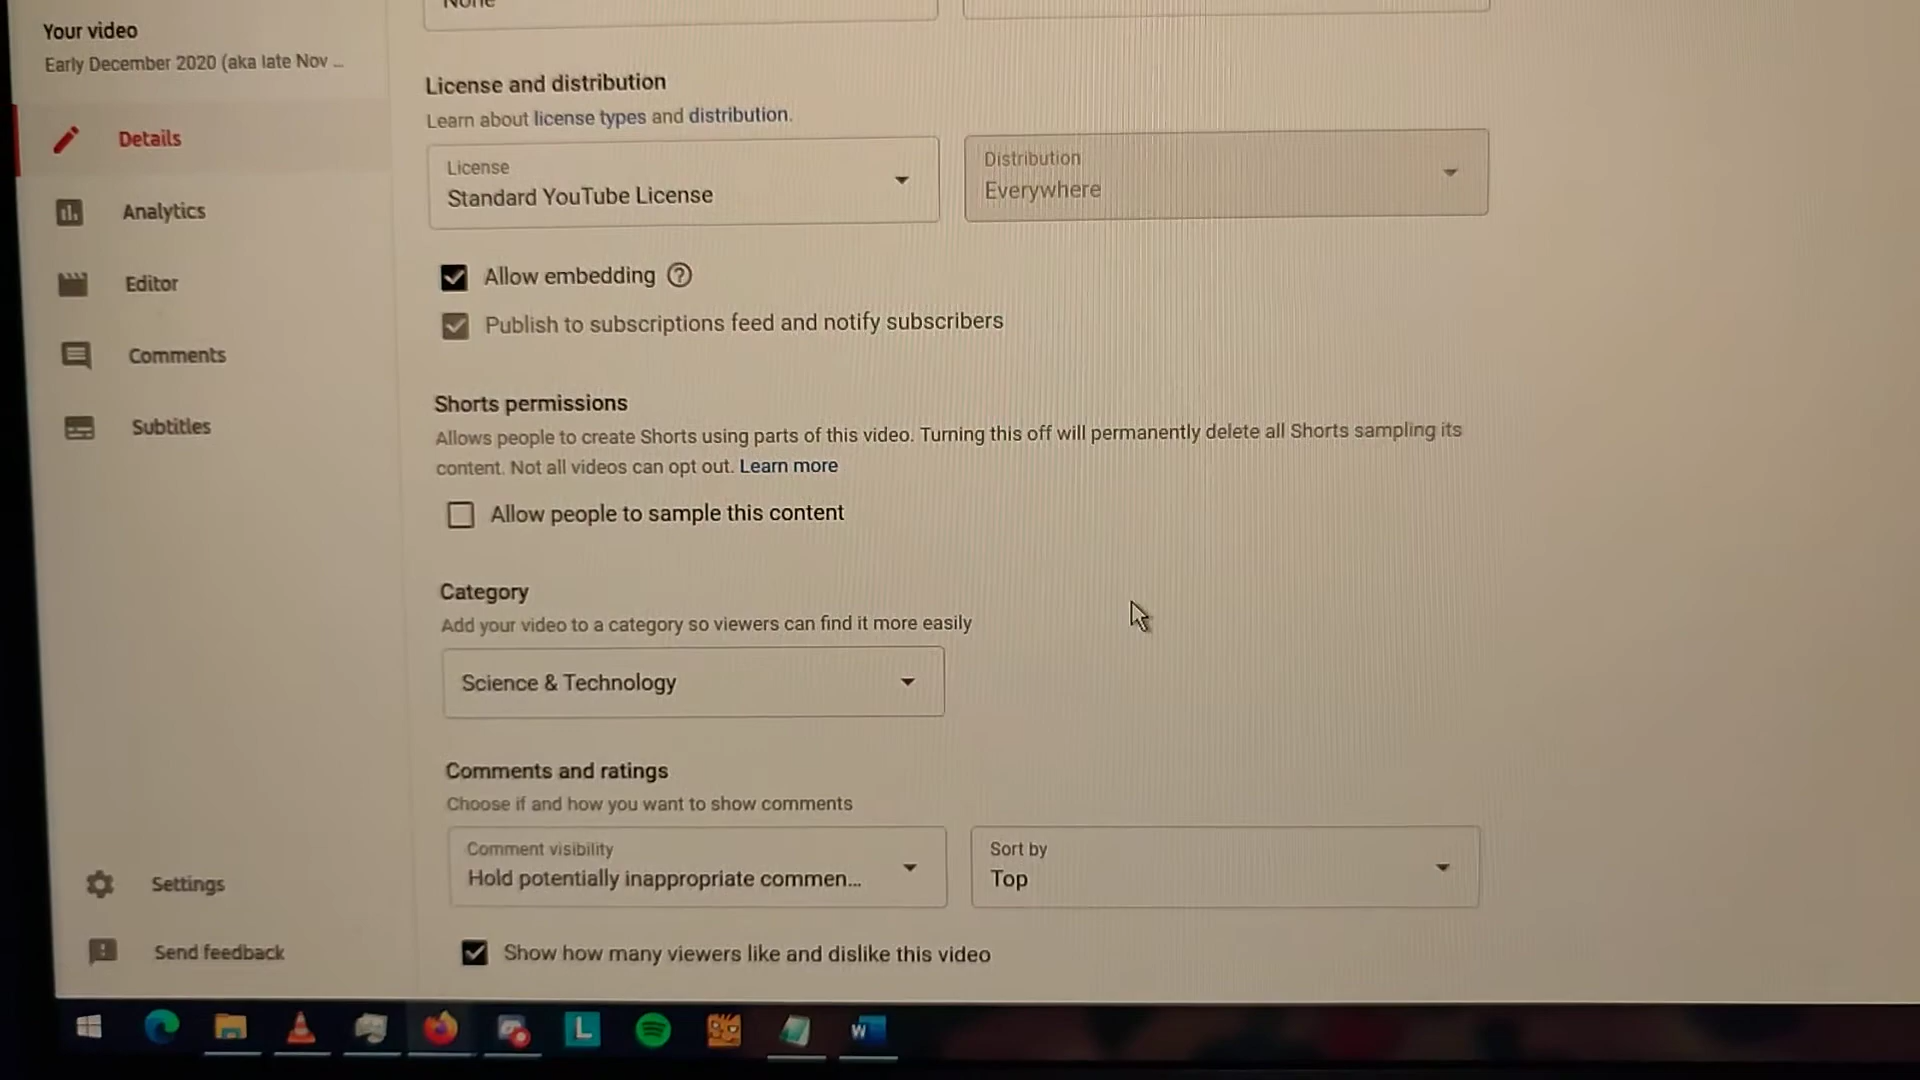 None
Your video
Early December 2020 (aka late Nov ...
Details
Analytics
Editor
Comments
Subtitles
Settings
Send feedback
License and distribution
Learn about license types and distribution.
License
Standard YouTube License
Distribution
Everywhere
Allow embedding ?
Publish to subscriptions feed and notify subscribers
Shorts permissions
Allows people to create Shorts using parts of this video. Turning this off will permanently delete all Shorts sampling its
content. Not all videos can opt out. Learn more
Allow people to sample this content
Category
Add your video to a category so viewers can find it more easily
Science & Technology
Comments and ratings
Choose if and how you want to show comments
Comment visibility
Hold potentially inappropriate commen...
Sort by
Top
Show how many viewers like and dislike this video
L
W